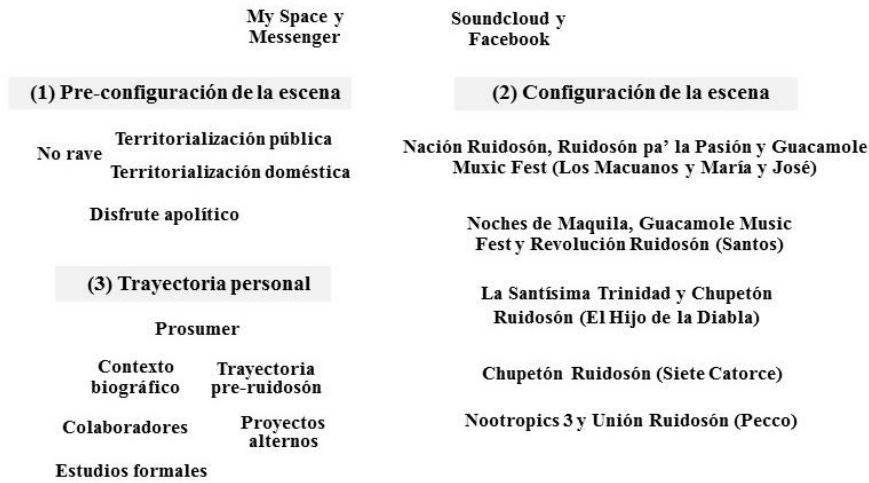 My Space y
Messenger
Soundcloud y
Facebook
(1) Pre-configuración de la escena
No rave
Territorialización pública
Territorialización doméstica
Disfrute apolítico
(3) Trayectoria personal
Prosumer
Contexto
biográfico
Trayectoria
pre-ruidosón
Colaboradores
Proyectos
alternos
Estudios formales
(2) Configuración de la escena
Nación Ruidosón, Ruidosón pa’ la Pasión y Guacamole
Muxic Fest (Los Macuanos y María y José)
Noches de Maquila, Guacamole Music
Fest y Revolución Ruidosón (Santos)
La Santísima Trinidad y Chupetón
Ruidosón (El Hijo de la Diabla)
Chupetón Ruidosón (Siete Catorce)
Nootropics 3 y Unión Ruidosón (Pecco)